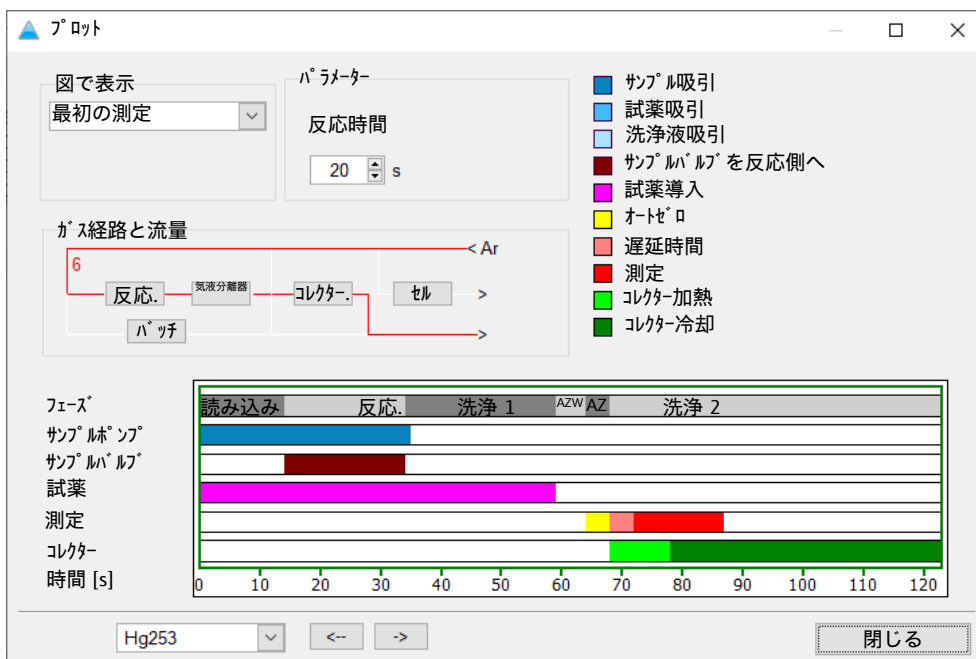 ﾌﾟﾛｯﾄ
図で表示
最初の測定
ﾊﾟﾗﾒｰﾀｰ
反応時間
20 s
ｻﾝﾌﾟﾙ吸引
試薬吸引
洗浄液吸引
ｻﾝﾌﾟﾙﾊﾞﾙﾌﾞを反応側へ
試薬導入
ｵｰﾄｾﾞﾛ
遅延時間
測定
ｺﾚｸﾀｰ加熱
ｺﾚｸﾀｰ冷却
ｶﾞｽ経路と流量
< Ar
6
反応. 気液分離器 ｺﾚｸﾀｰ. ｾﾙ >
ﾊﾞｯﾁ >
ﾌｪｰｽﾞ 読み込み 反応. 洗浄 1 AZW AZ 洗浄 2
ｻﾝﾌﾟﾙﾎﾟﾝﾌﾟ
ｻﾝﾌﾟﾙﾊﾞﾙﾌﾞ
試薬
測定
ｺﾚｸﾀｰ
時間 [s] 0 10 20 30 40 50 60 70 80 90 100 110 120
Hg253 <-- -> 閉じる